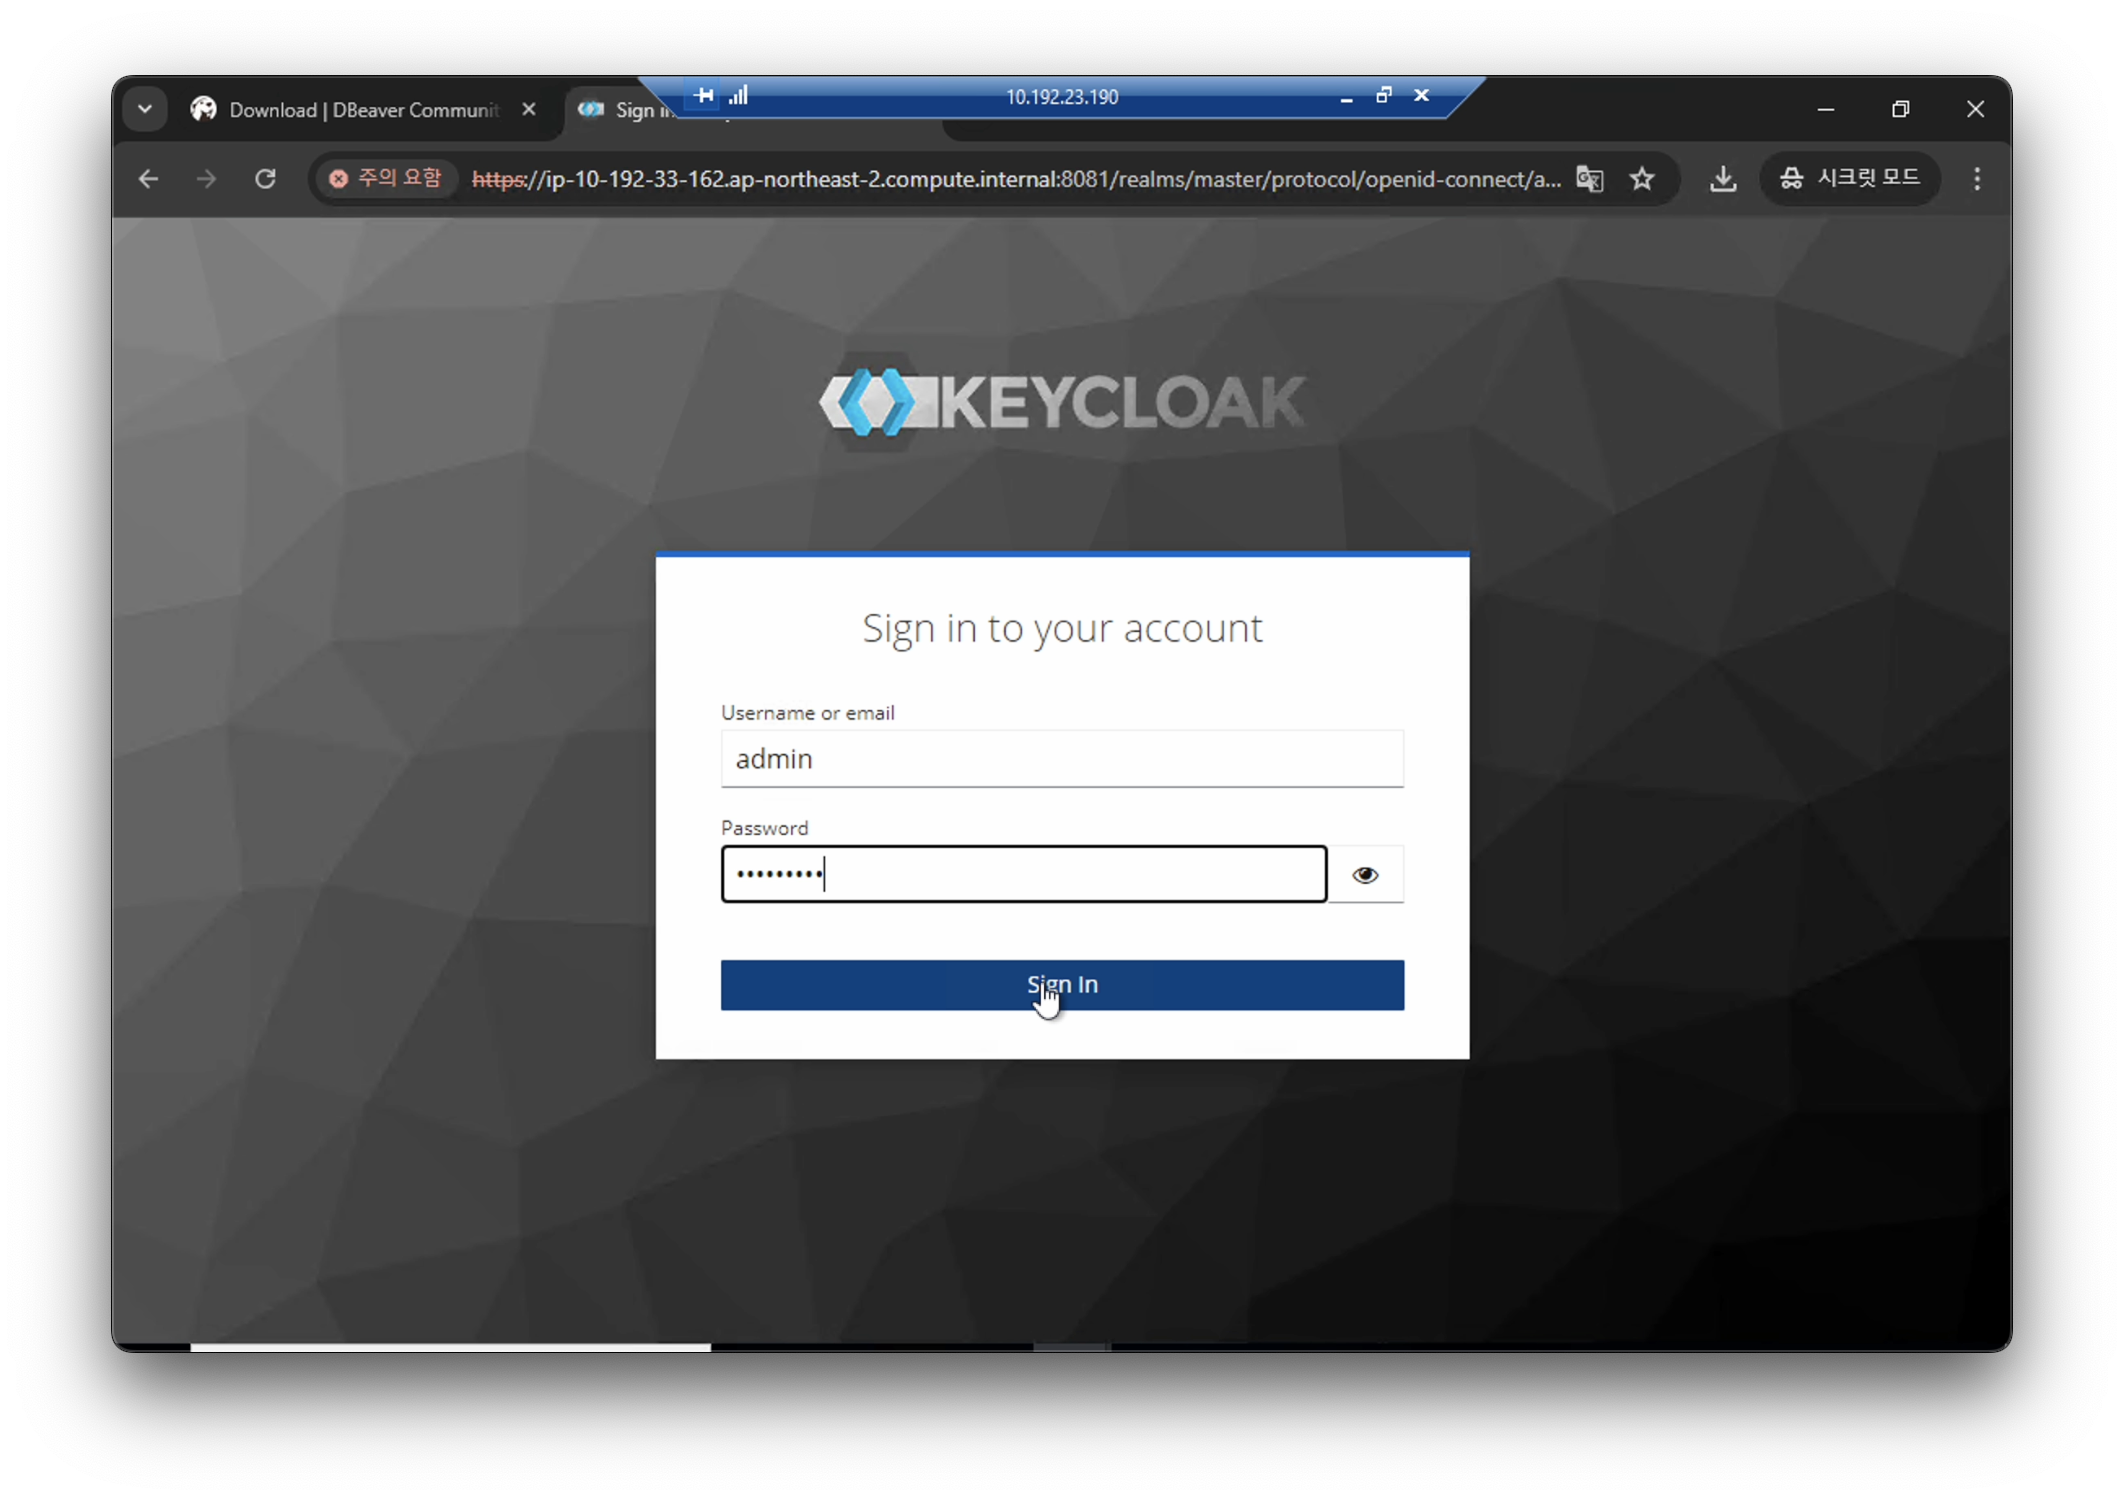 Download | DBeaver Communit
Sign in
10.192.23.190
주의 요함
https://ip-10-192-33-162.ap-northeast-2.compute.internal:8081/realms/master/protocol/openid-connect/a...
시크릿 모드
KEYCLOAK
Sign in to your account
Username or email
admin
Password
•••••••••
Sign In